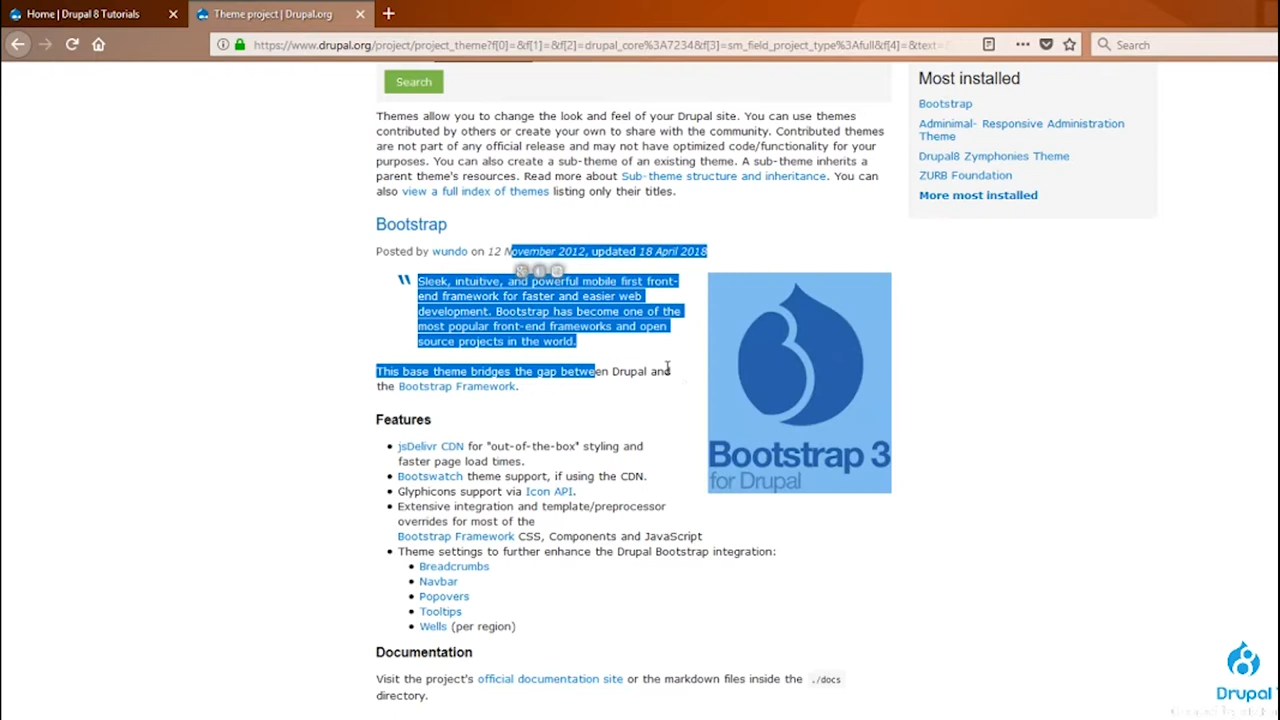 Home | Drupal 8 Tutorials
Theme project | Drupal.org
https://www.drupal.org/project/project_theme?f[0]=&f[1]=&f[2]=drupal_core%3A7234&f[3]=sm_field_project_type%3Afull&f[4]=&text=
Search
Search
Themes allow you to change the look and feel of your Drupal site. You can use themes
contributed by others or create your own to share with the community. Contributed themes
are not part of any official release and may not have optimized code/functionality for your
purposes. You can also create a sub-theme of an existing theme. A sub-theme inherits a
parent theme's resources. Read more about Sub-theme structure and inheritance. You can
also view a full index of themes listing only their titles.
Most installed
Bootstrap
Adminimal- Responsive Administration
Theme
Drupal8 Zymphonies Theme
ZURB Foundation
More most installed
Bootstrap
Posted by wundo on 12 November 2012, updated 18 April 2018
Sleek, intuitive, and powerful mobile first front-
end framework for faster and easier web
development. Bootstrap has become one of the
most popular front-end frameworks and open
source projects in the world.
This base theme bridges the gap between Drupal and
the Bootstrap Framework.
Bootstrap 3
for Drupal
Features
jsDelivr CDN for "out-of-the-box" styling and
faster page load times.
Bootswatch theme support, if using the CDN.
Glyphicons support via Icon API.
Extensive integration and template/preprocessor
overrides for most of the
Bootstrap Framework CSS, Components and JavaScript
Theme settings to further enhance the Drupal Bootstrap integration:
Breadcrumbs
Navbar
Popovers
Tooltips
Wells (per region)
Documentation
Visit the project's official documentation site or the markdown files inside the ./docs
directory.
Drupal